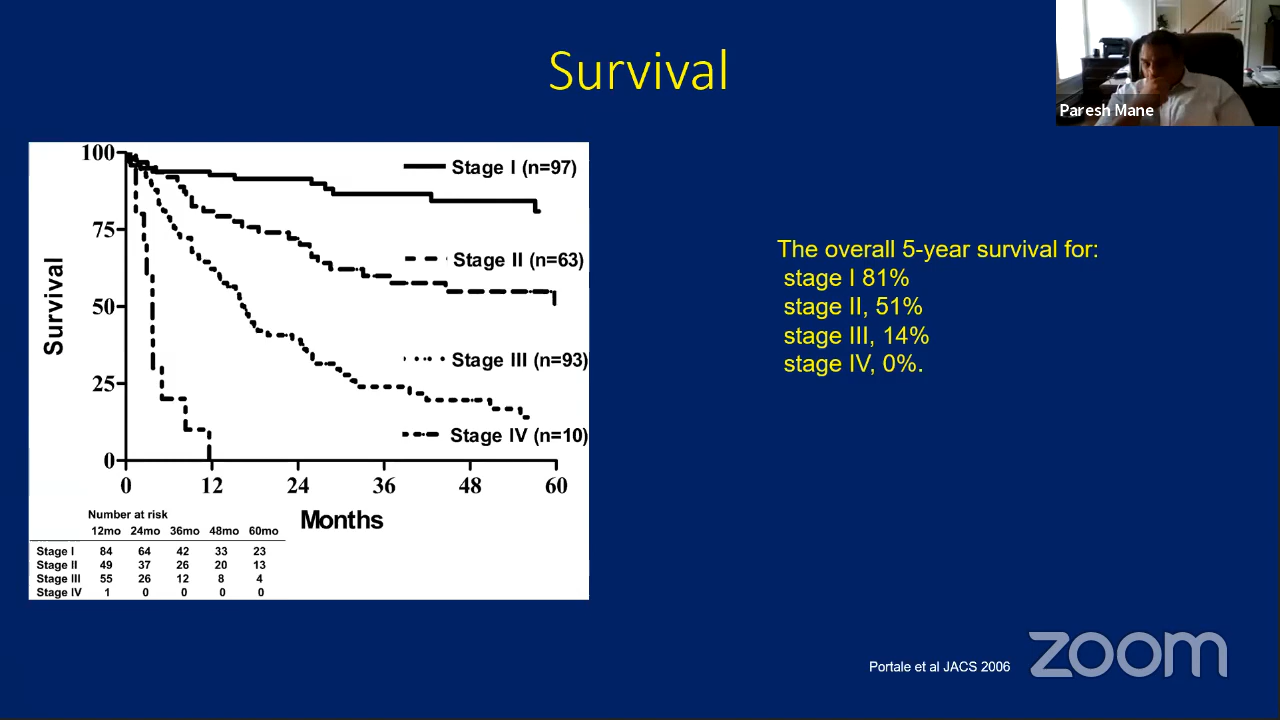 Survival
Paresh Mane
100
75
50
25
0
Survival
Stage I (n=97)
Stage II (n=63)
Stage III (n=93)
Stage IV (n=10)
0 12 24 36 48 60
Months
Number at risk
12mo 24mo 36mo 48mo 60mo
Stage I 84 64 42 33 23
Stage II 49 37 26 20 13
Stage III 55 26 12 8 4
Stage IV 1 0 0 0 0
The overall 5-year survival for:
stage I 81%
stage II, 51%
stage III, 14%
stage IV, 0%.
Portale et al JACS 2006
zoom